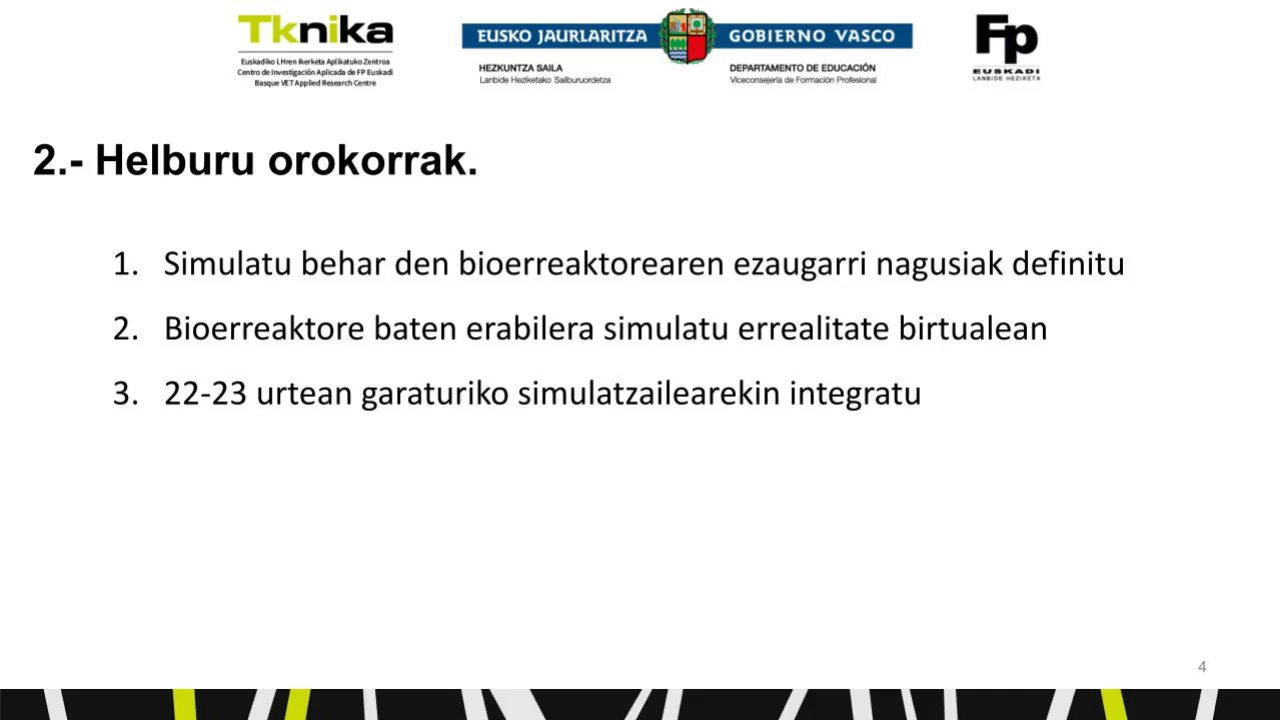 Tknika
Euskadiko LHren Ikerketa Aplikatuko Zentroa
Centro de Investigación Aplicada de FP Euskadi
Basque VET Applied Research Centre
EUSKO JAURLARITZA
GOBIERNO VASCO
HEZKUNTZA SAILA
Lanbide Heziketako Sailburuordetza
DEPARTAMENTO DE EDUCACIÓN
Viceconsejería de Formación Profesional
Fp
EUSKADI
LANBIDE HEZIKETA
2.- Helburu orokorrak.
1. Simulatu behar den bioerreaktorearen ezaugarri nagusiak definitu
2. Bioerreaktore baten erabilera simulatu errealitate birtualean
3. 22-23 urtean garaturiko simulatzailearekin integratu
4